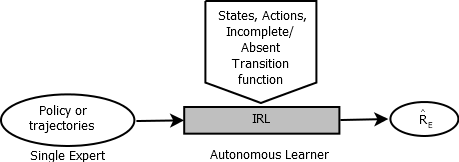 States, Actions,
Incomplete/
Absent
Transition
function
Policy or
trajectories
IRL
R̂E
Single Expert
Autonomous Learner